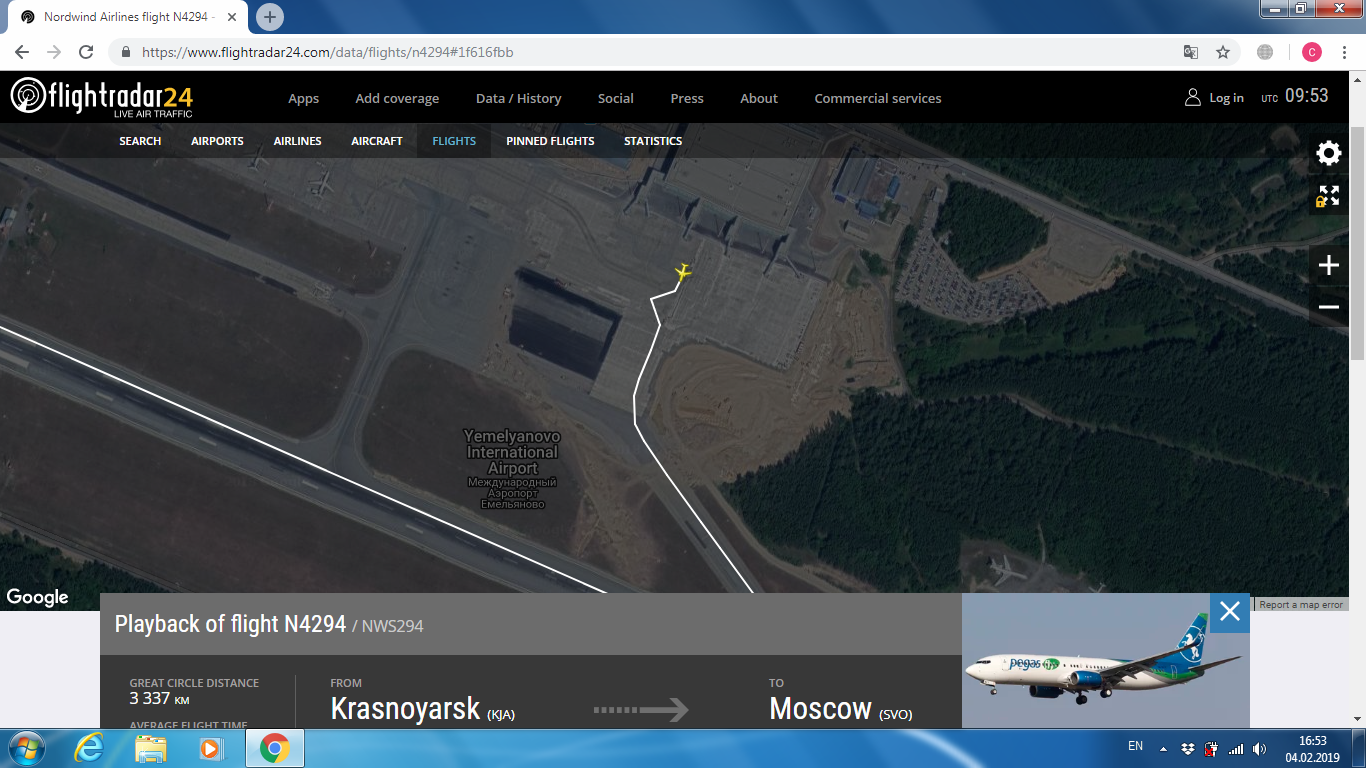 Nordwind Airlines flight N4294 -
https://www.flightradar24.com/data/flights/n4294#1f616fbb
C
flightradar24
LIVE AIR TRAFFIC
Apps Add coverage Data / History Social Press About Commercial services Log in UTC 09:53
SEARCH AIRPORTS AIRLINES AIRCRAFT FLIGHTS PINNED FLIGHTS STATISTICS
Yemelyanovo
International
Airport
Международный
Аэропорт
Емельяново
Google
Report a map error
Playback of flight N4294 / NWS294
pegas fly
GREAT CIRCLE DISTANCE
3 337 KM
AVERAGE FLIGHT TIME
FROM
Krasnoyarsk (KJA)
TO
Moscow (SVO)
EN
16:53
04.02.2019